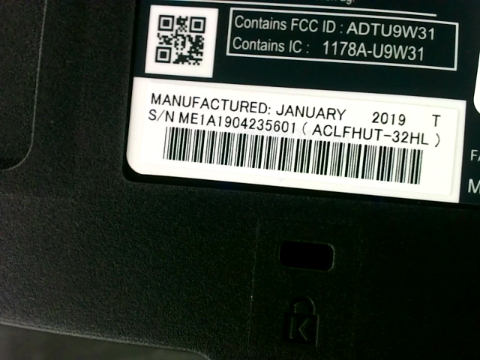 Contains FCC ID : ADTU9W31
Contains IC : 1178A-U9W31
MANUFACTURED: JANUARY 2019 T
S/N ME1A1904235601 ( ACLFHUT-32HL )